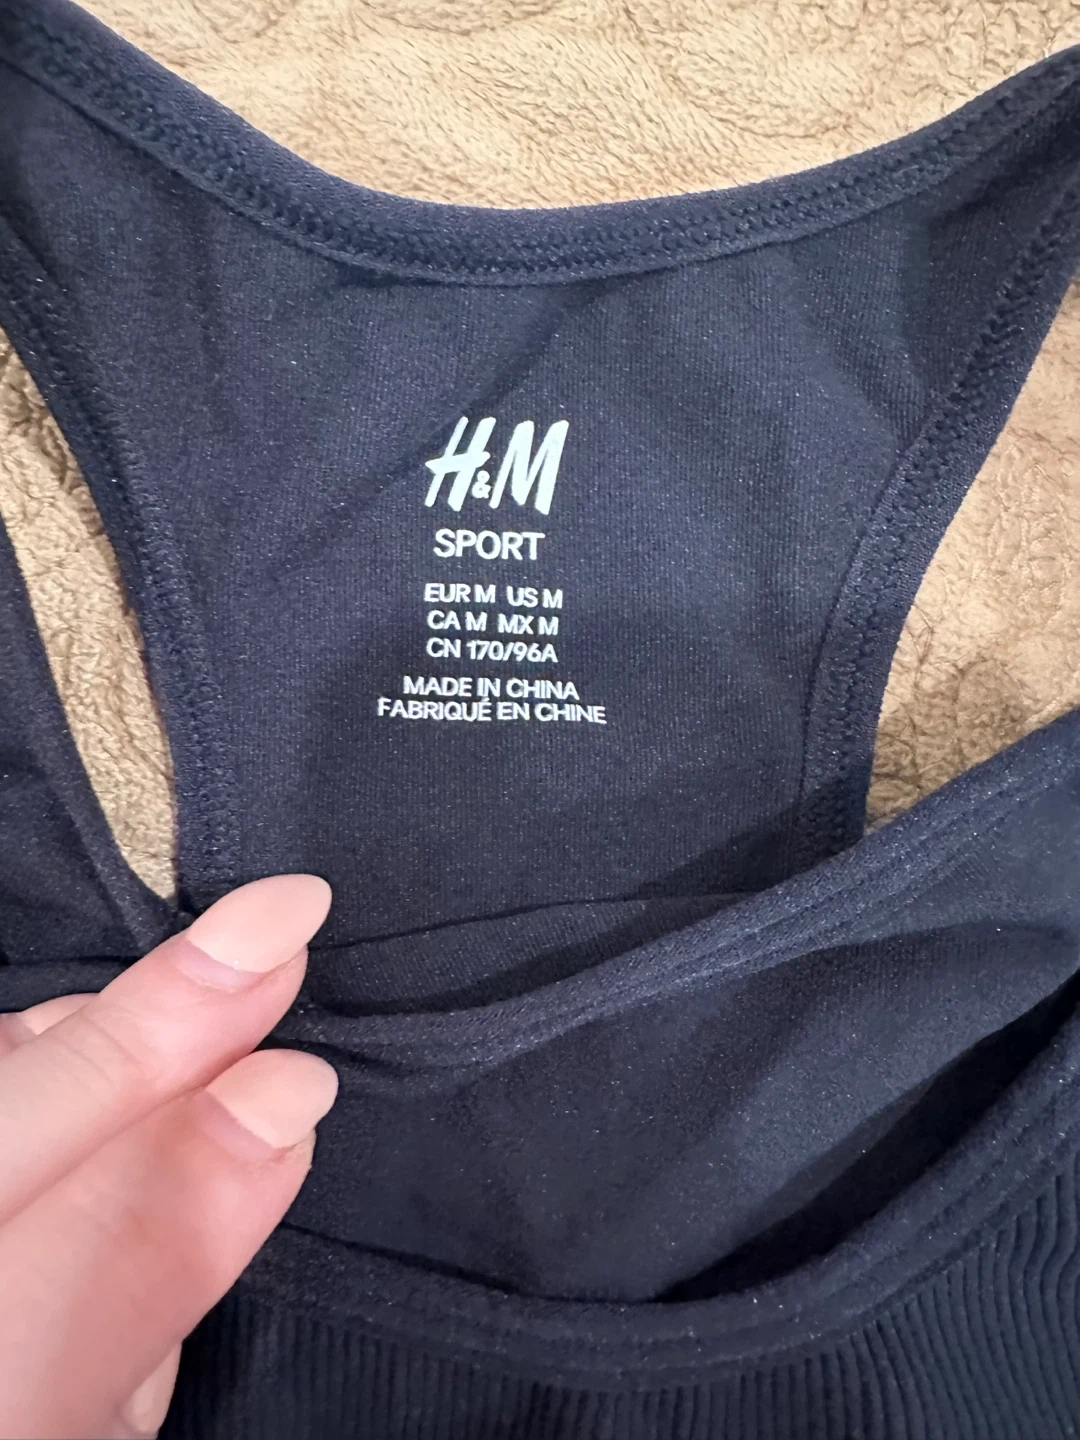 H&M
SPORT
EUR M US M
CA M MX M
CN 170/96A
MADE IN CHINA
FABRIQUÉ EN CHINE